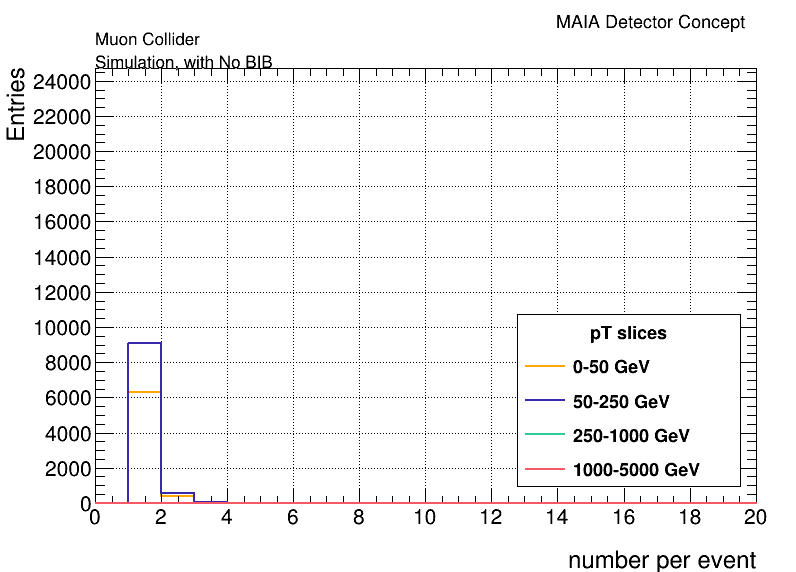 MAIA Detector Concept
Muon Collider
Simulation, with No BIB
Entries
24000
22000
20000
18000
16000
14000
12000
10000
8000
6000
4000
2000
0
pT slices
0-50 GeV
50-250 GeV
250-1000 GeV
1000-5000 GeV
0 2 4 6 8 10 12 14 16 18 20
number per event